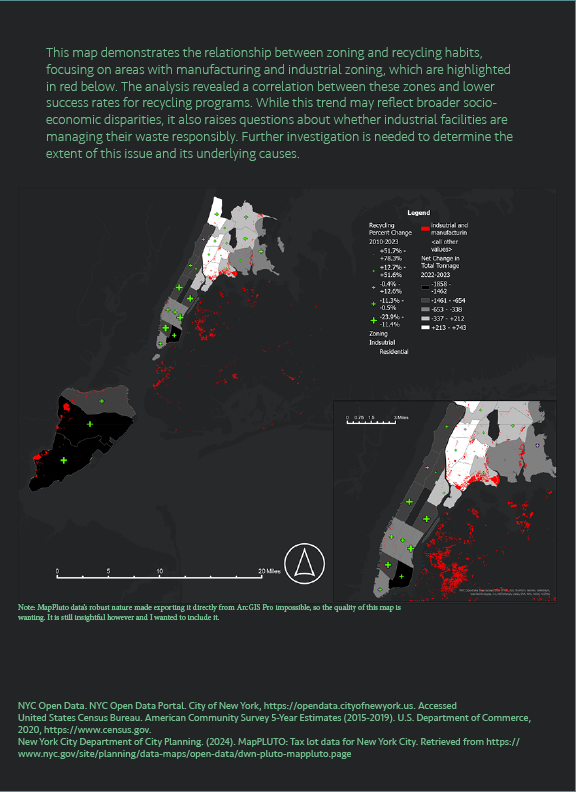 This map demonstrates the relationship between zoning and recycling habits,
focusing on areas with manufacturing and industrial zoning, which are highlighted
in red below. The analysis revealed a correlation between these zones and lower
success rates for recycling programs. While this trend may reflect broader socio-
economic disparities, it also raises questions about whether industrial facilities are
managing their waste responsibly. Further investigation is needed to determine the
extent of this issue and its underlying causes.
Legend
Recycling
Percent Change
2010-2023
+51.7% -
+78.3%
+12.7% -
+51.6%
-0.4% -
+12.6%
-11.3% -
-0.5%
-23.9% -
-11.4%
Zoning
Indsutrial
Residential
Indsutrial and
manufacturin
<all other
values>
Net Change in
Total Tonnage
2022-2023
-1858 -
-1462
-1461 - -654
-653 - -338
-337 - +212
+213 - +743
0 0.75 1.5 3 Miles
0 5 10 20 Miles
Note: MapPluto data's robust nature made exporting it directly from ArcGIS Pro impossible, so the quality of this map is
wanting. It is still insightful however and I wanted to include it.
NYC Open Data. NYC Open Data Portal. City of New York, https://opendata.cityofnewyork.us. Accessed
United States Census Bureau. American Community Survey 5-Year Estimates (2015-2019). U.S. Department of Commerce,
2020, https://www.census.gov.
New York City Department of City Planning. (2024). MapPLUTO: Tax lot data for New York City. Retrieved from https://
www.nyc.gov/site/planning/data-maps/open-data/dwn-pluto-mappluto.page